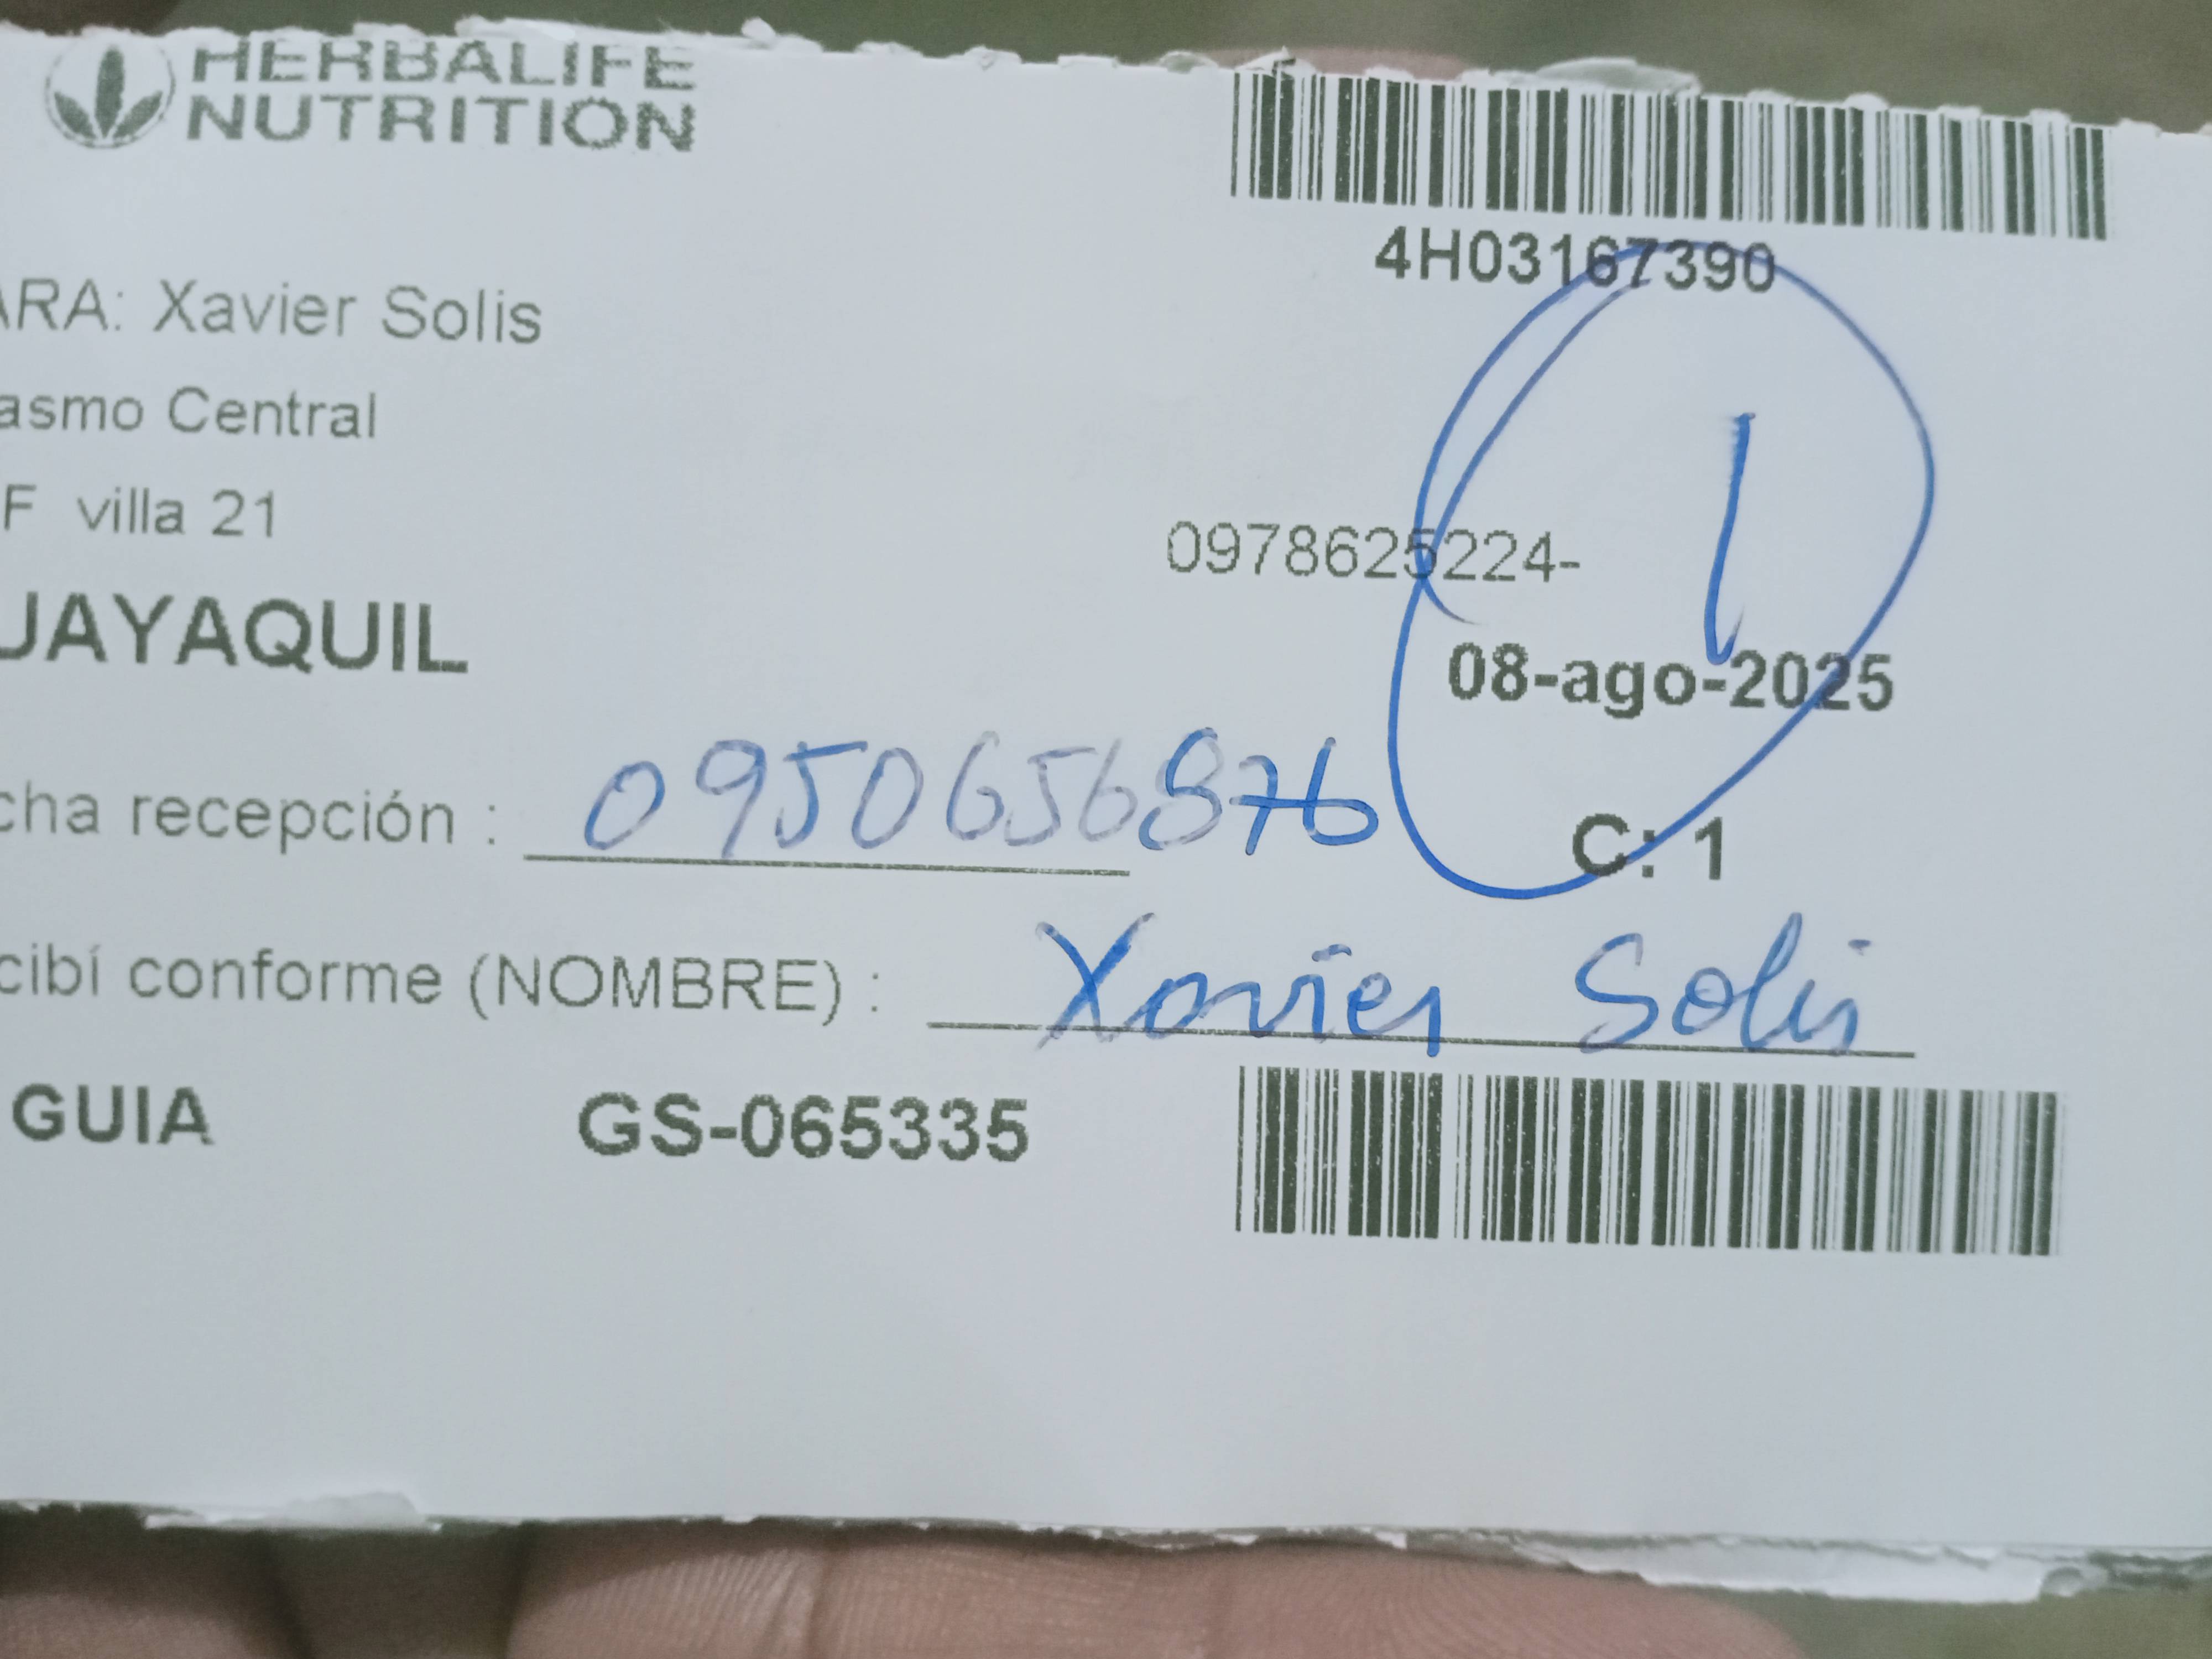 HERBALIFE
NUTRITION
4H03167390
ARA: Xavier Solis
asmo Central
F villa 21
0978625224-
1
UAYAQUIL
08-ago-2025
cha recepción : 0950656876
C: 1
cibí conforme (NOMBRE) : Xavier Solis
GUIA GS-065335